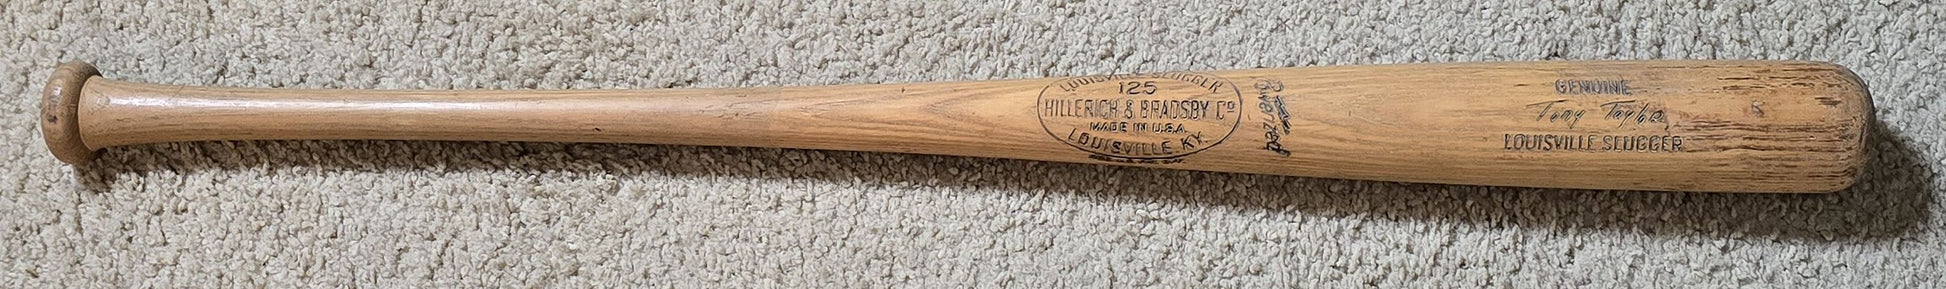 LOUISVILLE SLUGGER
125
HILLERICH & BRADSBY Co
MADE IN U.S.A.
LOUISVILLE KY.
Powerized
GENUINE
Tony Taylor
LOUISVILLE SLUGGER